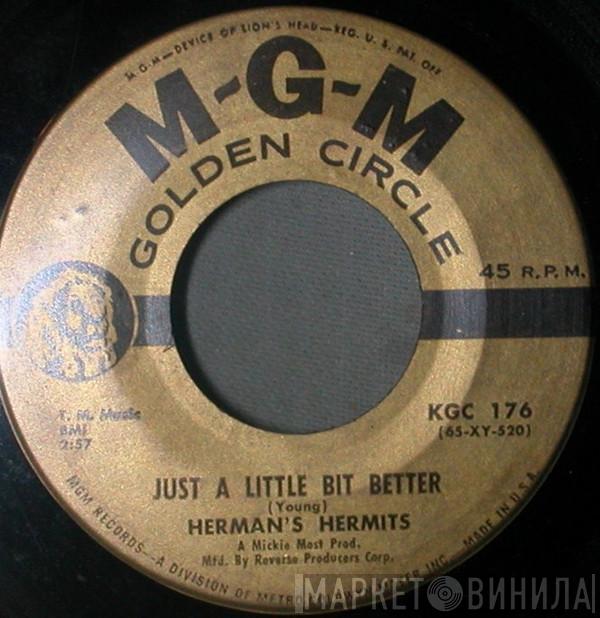 M-G-M—DEVICE OF LION'S HEAD—REG. U. S. PAT. OFF
M-G-M
GOLDEN CIRCLE
45 R.P.M.
T. M. Music
BMI
2:57
KGC 176
(65-XY-520)
JUST A LITTLE BIT BETTER
(Young)
HERMAN'S HERMITS
A Mickie Most Prod.
Mfd. By Reverse Producers Corp.
MGM RECORDS—A DIVISION OF METRO INC.—MADE IN U.S.A.
МАРКЕТ ВИНИЛА